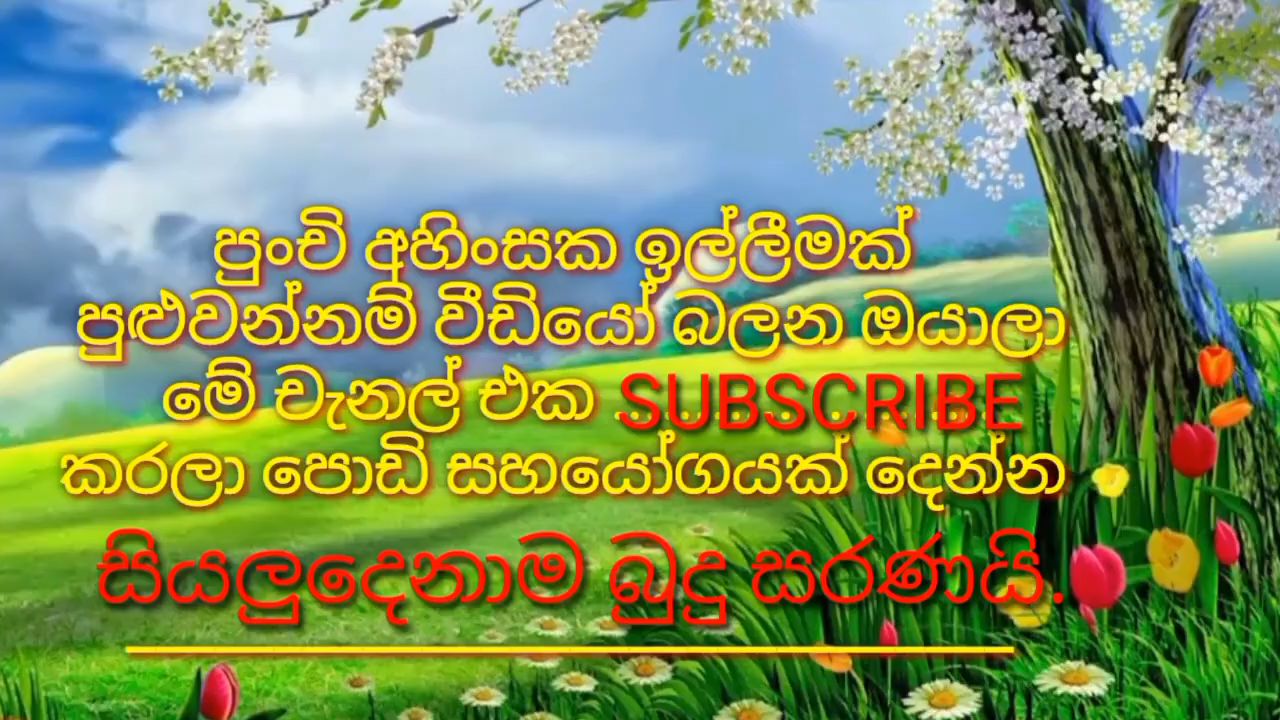 පුංචි අහිංසක ඉල්ලීමක්
පුළුවන්නම් වීඩියෝ බලන ඔයාලා
මේ චැනල් එක SUBSCRIBE
කරලා පොඩි සහයෝගයක් දෙන්න
සියලුදෙනාම බුදු සරණයි.